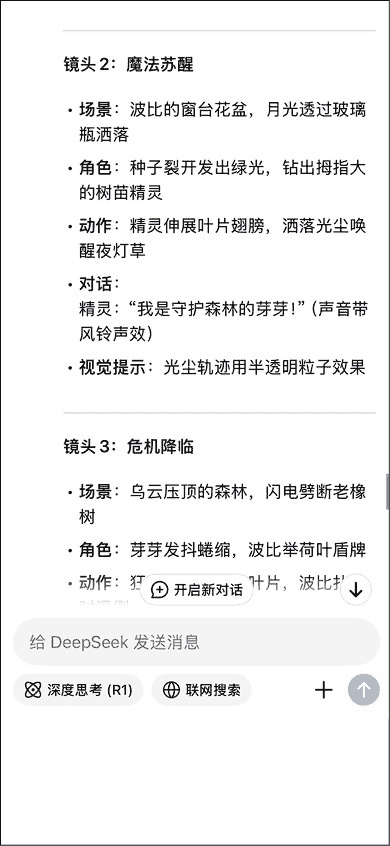 镜头2：魔法苏醒
• 场景：波比的窗台花盆，月光透过玻璃
瓶洒落
• 角色：种子裂开发出绿光，钻出拇指大
的树苗精灵
• 动作：精灵伸展叶片翅膀，洒落光尘唤
醒夜灯草
• 对话：
精灵：“我是守护森林的芽芽！”（声音带
风铃声效）
• 视觉提示：光尘轨迹用半透明粒子效果
镜头3：危机降临
• 场景：乌云压顶的森林，闪电劈断老橡
树
• 角色：芽芽发抖蜷缩，波比举荷叶盾牌
• 动作：狂 叶片，波比扎
开启新对话
给 DeepSeek 发送消息
深度思考 (R1)
联网搜索